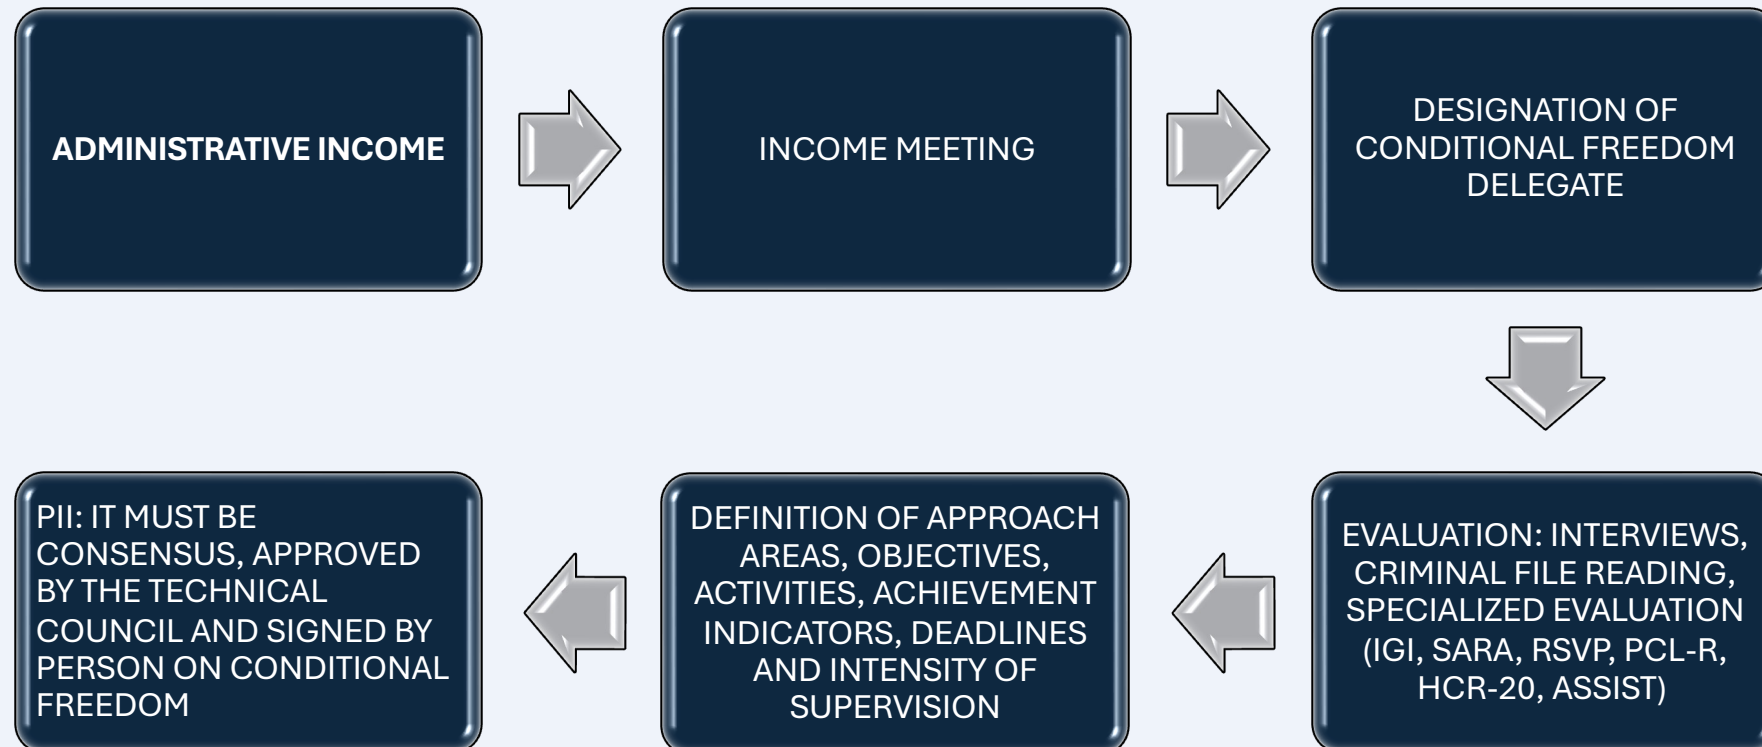 ADMINISTRATIVE INCOME
INCOME MEETING
DESIGNATION OF
CONDITIONAL FREEDOM
DELEGATE
EVALUATION: INTERVIEWS,
CRIMINAL FILE READING,
SPECIALIZED EVALUATION
(IGI, SARA, RSVP, PCL-R,
HCR-20, ASSIST)
DEFINITION OF APPROACH
AREAS, OBJECTIVES,
ACTIVITIES, ACHIEVEMENT
INDICATORS, DEADLINES
AND INTENSITY OF
SUPERVISION
PII: IT MUST BE
CONSENSUS, APPROVED
BY THE TECHNICAL
COUNCIL AND SIGNED BY
PERSON ON CONDITIONAL
FREEDOM